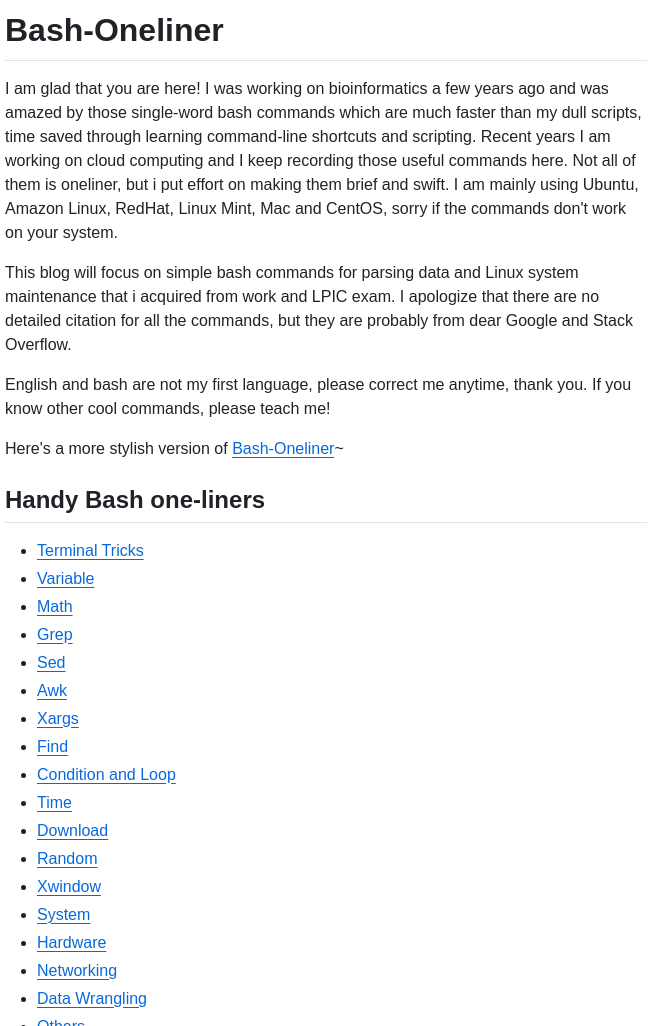 Bash-Oneliner
I am glad that you are here! I was working on bioinformatics a few years ago and was
amazed by those single-word bash commands which are much faster than my dull scripts,
time saved through learning command-line shortcuts and scripting. Recent years I am
working on cloud computing and I keep recording those useful commands here. Not all of
them is oneliner, but i put effort on making them brief and swift. I am mainly using Ubuntu,
Amazon Linux, RedHat, Linux Mint, Mac and CentOS, sorry if the commands don't work
on your system.
This blog will focus on simple bash commands for parsing data and Linux system
maintenance that i acquired from work and LPIC exam. I apologize that there are no
detailed citation for all the commands, but they are probably from dear Google and Stack
Overflow.
English and bash are not my first language, please correct me anytime, thank you. If you
know other cool commands, please teach me!
Here's a more stylish version of Bash-Oneliner~
Handy Bash one-liners
Terminal Tricks
Variable
Math
Grep
Sed
Awk
Xargs
Find
Condition and Loop
Time
Download
Random
Xwindow
System
Hardware
Networking
Data Wrangling
Others